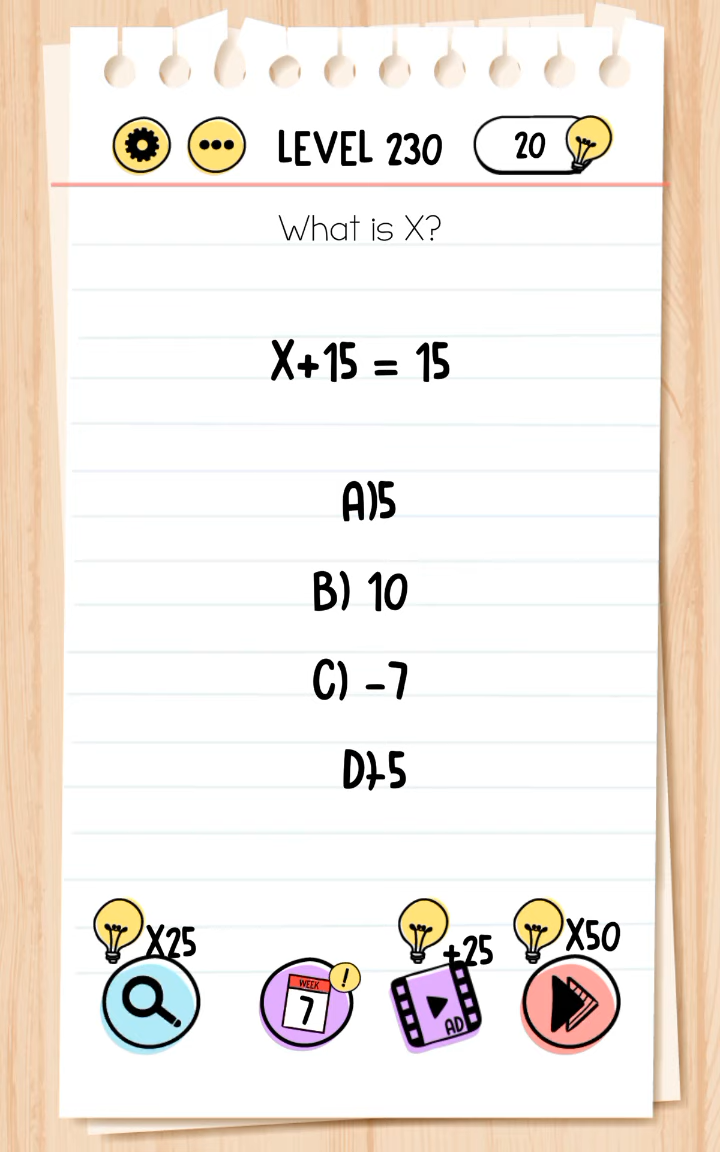 LEVEL 230
20
What is X?
X+15 = 15
A)5
B) 10
C) -7
D)-5
X25
WEEK
7
!
+25
AD
X50